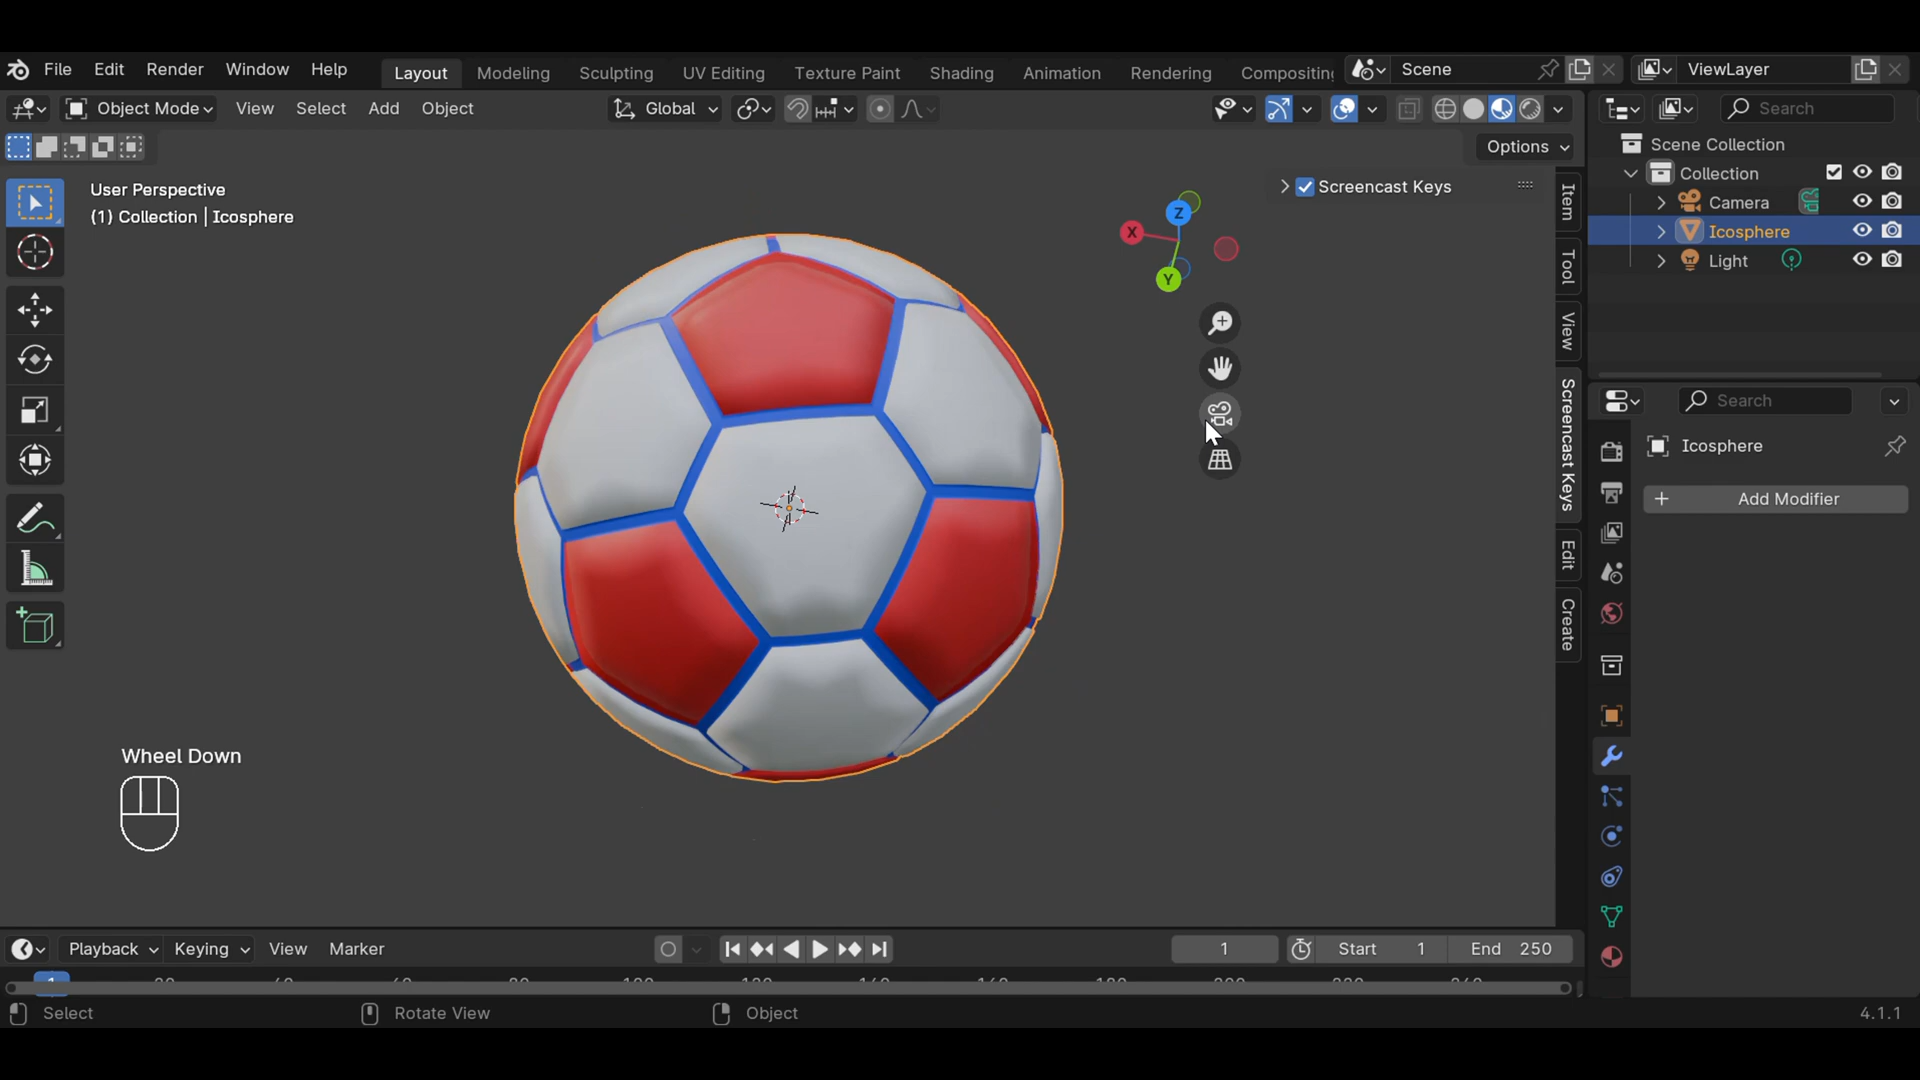 File Edit Render Window Help Layout Modeling Sculpting UV Editing Texture Paint Shading Animation Rendering Scene ViewLayer
Object Mode View Select Add Object Global Search
Options
Scene Collection
Collection
Camera
Icosphere
Light
User Perspective
(1) Collection | Icosphere
Screencast Keys
X
Y
Z
Item
Tool
View
Screencast Keys
Edit
Create
Search
Icosphere
+ Add Modifier
Wheel Down
Playback Keying View Marker 1 Start 1 End 250
1
Select Rotate View Object 4.1.1